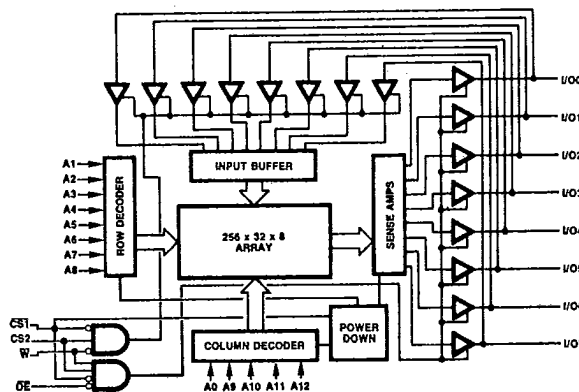 I/O0
I/O1
I/O2
INPUT BUFFER
A1
A2
A3
A4
A5
A6
A7
A8
ROW DECODER
256 x 32 x 8
ARRAY
SENSE AMPS
I/O3
I/O4
I/O5
CS1
CS2
W
OE
COLUMN DECODER
POWER
DOWN
A0 A9 A10 A11 A12